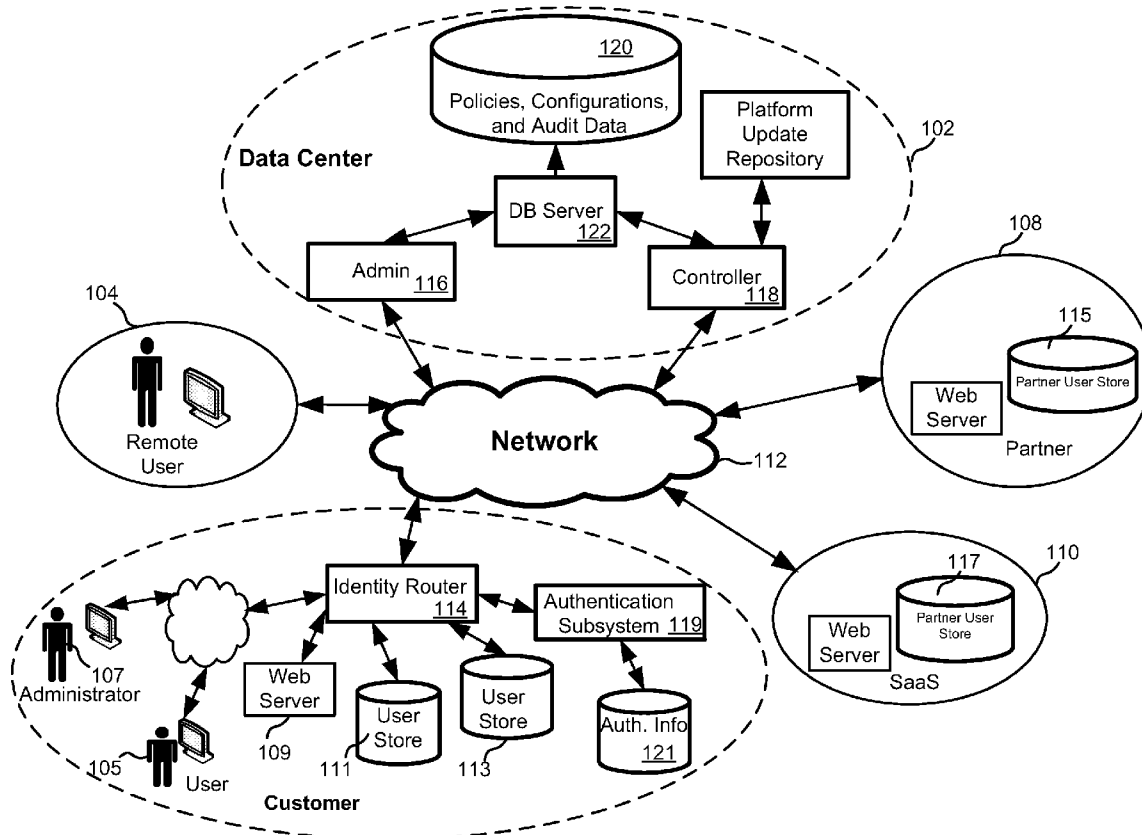 120
Policies, Configurations,
and Audit Data
Platform
Update
Repository
102
Data Center
DB Server
122
Admin
116
Controller
118
108
104
115
Partner User Store
Web
Server
Partner
Remote
User
Network
112
110
117
Partner User
Store
Web
Server
SaaS
Identity Router
114
Authentication
Subsystem 119
107
Administrator
Web
Server
109
User
Store
111
User
Store
113
Auth. Info
121
105
User
Customer